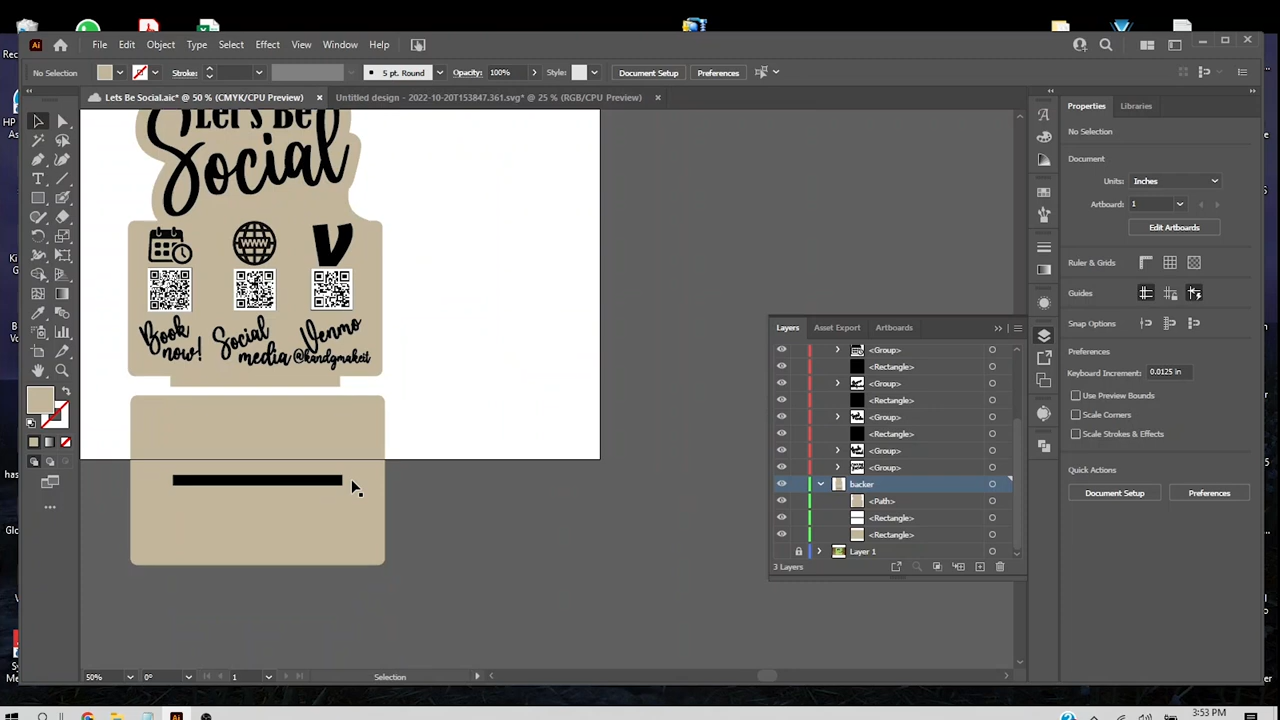 Ai
File
Edit
Object
Type
Select
Effect
View
Window
Help
No Selection
Stroke:
5 pt. Round
Opacity:
100%
Style:
Document Setup
Preferences
Lets Be Social.aic* @ 50 % (CMYK/CPU Preview)
Untitled design - 2022-10-20T153847.361.svg* @ 25 % (RGB/CPU Preview)
Let's Be
Social
WWW
V
Book
now!
Social
media
Venmo
@kandgmakeit
Properties
Libraries
No Selection
Document
Units:
Inches
Artboard:
1
Edit Artboards
Ruler & Grids
Guides
Snap Options
Preferences
Keyboard Increment:
0.0125 in
Use Preview Bounds
Scale Corners
Scale Strokes & Effects
Quick Actions
Document Setup
Preferences
Layers
Asset Export
Artboards
<Group>
<Rectangle>
<Group>
<Rectangle>
<Group>
<Rectangle>
<Group>
<Group>
backer
<Path>
<Rectangle>
<Rectangle>
Layer 1
3 Layers
50%
0°
1
Selection
3:53 PM